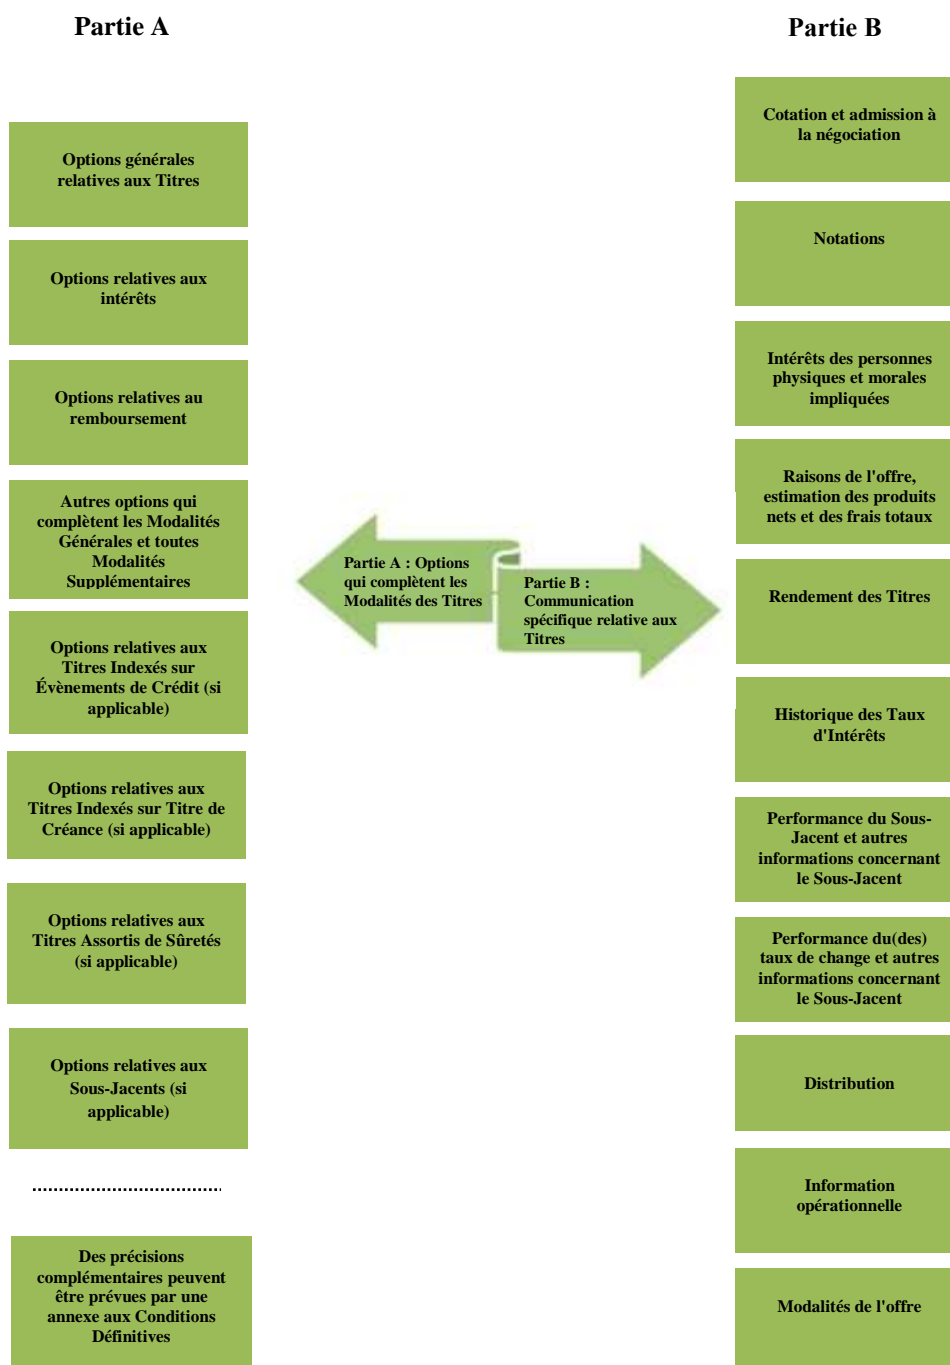 Partie A
Options générales
relatives aux Titres
Options relatives aux
intérêts
Options relatives au
remboursement
Autres options qui
complètent les Modalités
Générales et toutes
Modalités
Supplémentaires
Options relatives aux
Titres Indexés sur
Évènements de Crédit (si
applicable)
Options relatives aux
Titres Indexés sur Titre de
Créance (si applicable)
Options relatives aux
Titres Assortis de Sûretés
(si applicable)
Options relatives aux
Sous-Jacents (si
applicable)
Des précisions
complémentaires peuvent
être prévues par une
annexe aux Conditions
Définitives
Partie A : Options
qui complètent les
Modalités des Titres
Partie B :
Communication
spécifique relative aux
Titres
Partie B
Cotation et admission à
la négociation
Notations
Intérêts des personnes
physiques et morales
impliquées
Raisons de l'offre,
estimation des produits
nets et des frais totaux
Rendement des Titres
Historique des Taux
d'Intérêts
Performance du Sous-
Jacent et autres
informations concernant
le Sous-Jacent
Performance du(des)
taux de change et autres
informations concernant
le Sous-Jacent
Distribution
Information
opérationnelle
Modalités de l'offre